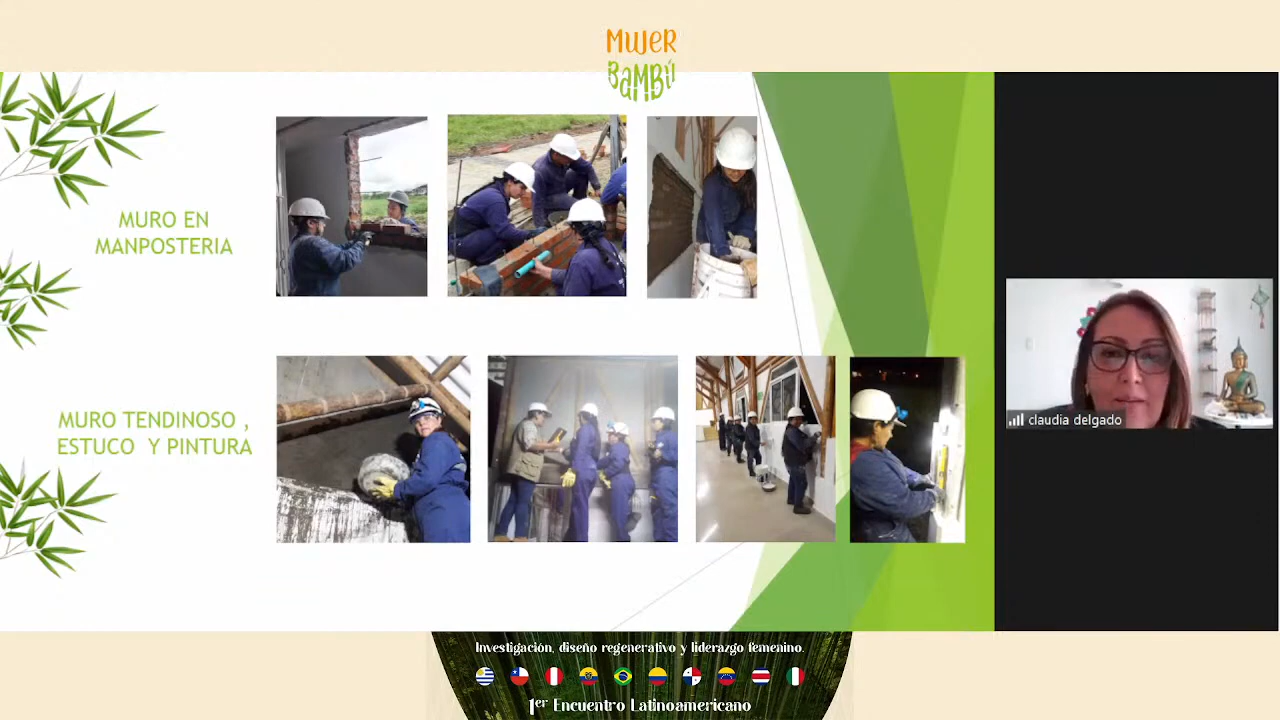 MUJER
BAMBÚ
MURO EN
MANPOSTERIA
MURO TENDINOSO ,
ESTUCO Y PINTURA
claudia delgado
Investigación, diseño regenerativo y liderazgo femenino.
1er Encuentro Latinoamericano